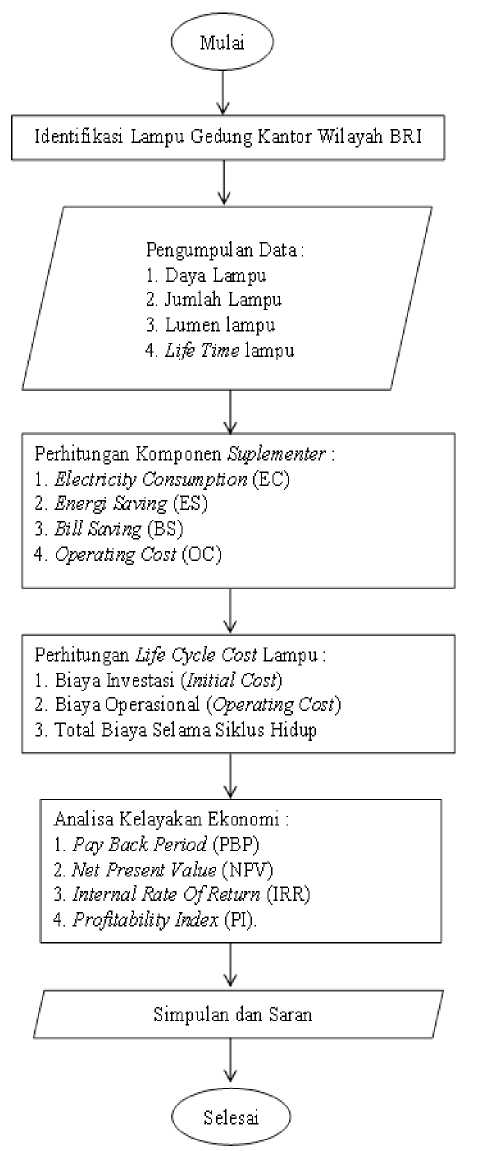 Mulai
Identifikasi Lampu Gedung Kantor Wilayah BRI
Pengumpulan Data :
1. Daya Lampu
2. Jumlah Lampu
3. Lumen lampu
4. Life Time lampu
Perhitungan Komponen Suplementer :
1. Electricity Consumption (EC)
2. Energi Saving (ES)
3. Bill Saving (BS)
4. Operating Cost (OC)
Perhitungan Life Cycle Cost Lampu :
1. Biaya Investasi (Initial Cost)
2. Biaya Operasional (Operating Cost)
3. Total Biaya Selama Siklus Hidup
Analisa Kelayakan Ekonomi :
1. Pay Back Period (PBP)
2. Net Present Value (NPV)
3. Internal Rate Of Return (IRR)
4. Profitability Index (PI).
Simpulan dan Saran
Selesai